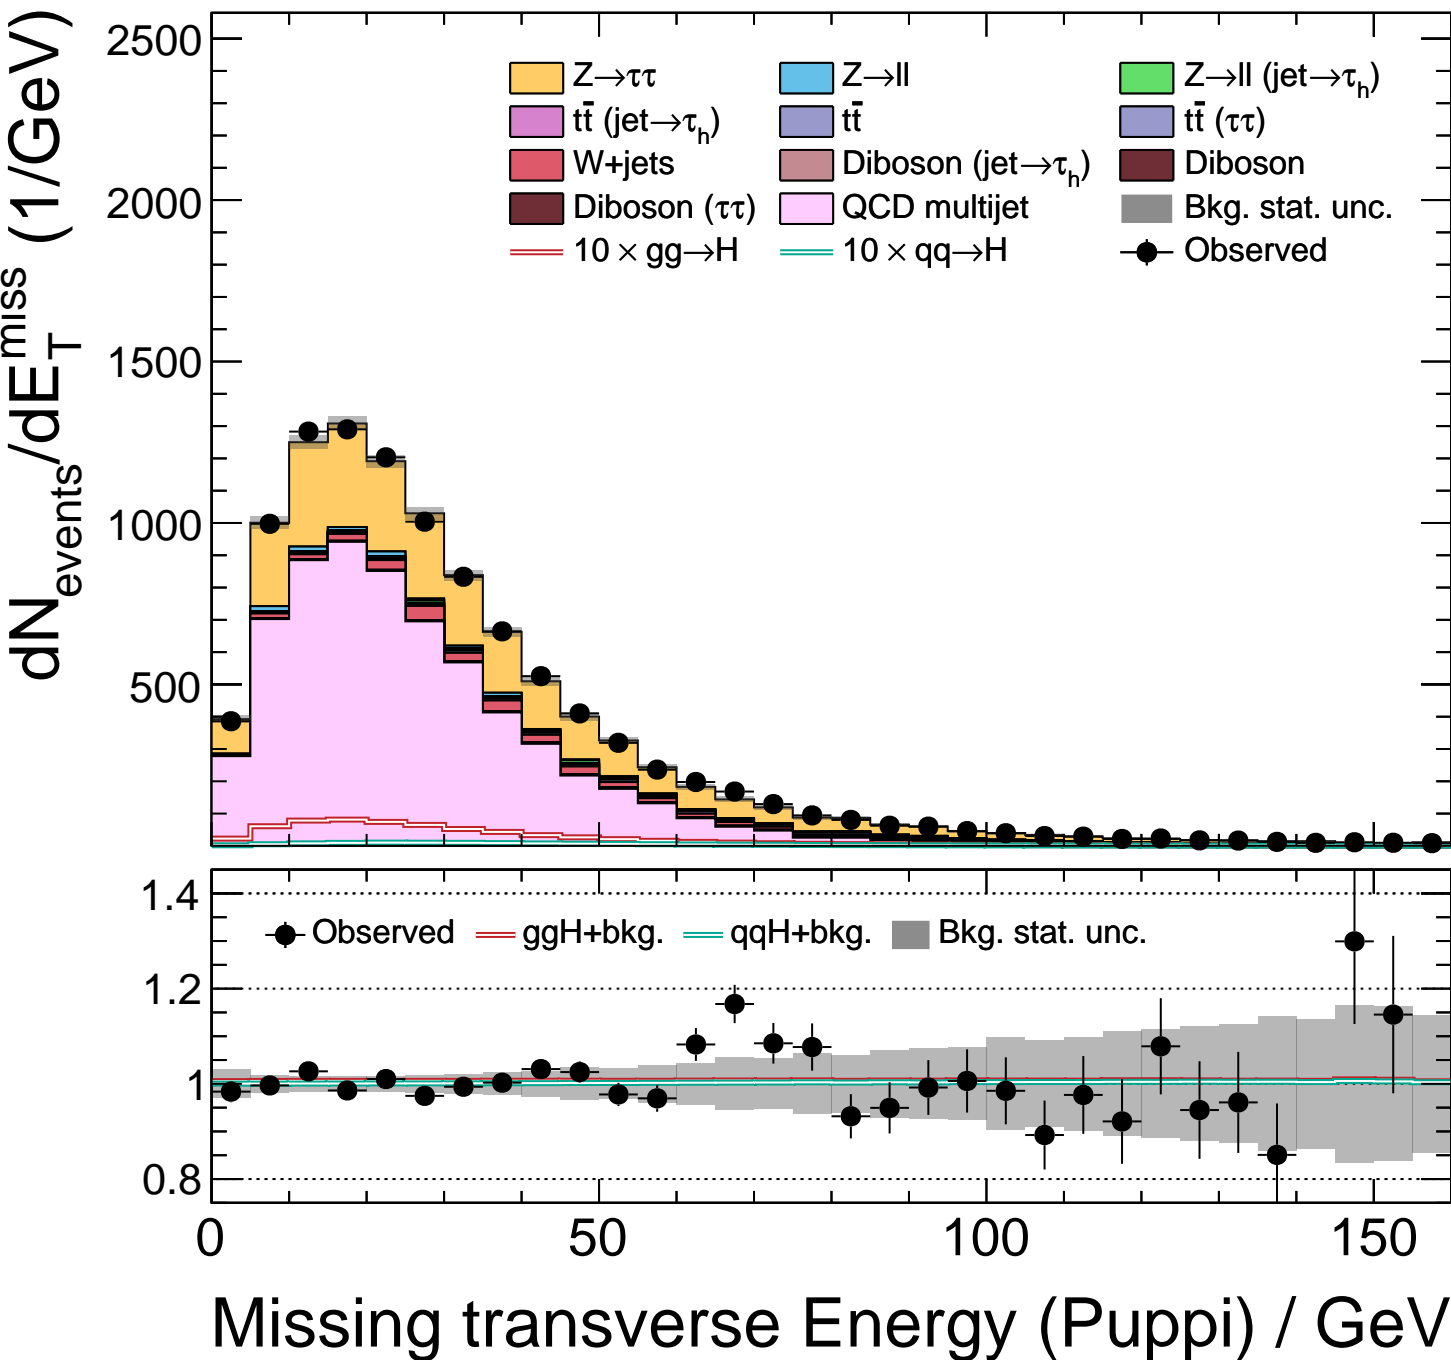 dN_events/dE_T^miss (1/GeV)
2500
2000
1500
1000
500
Z→ττ Z→ll Z→ll (jet→τ_h)
tt̄ (jet→τ_h) tt̄ tt̄ (ττ)
W+jets Diboson (jet→τ_h) Diboson
Diboson (ττ) QCD multijet Bkg. stat. unc.
10 × gg→H 10 × qq→H Observed
1.4
1.2
1
0.8
Observed ggH+bkg. qqH+bkg. Bkg. stat. unc.
0 50 100 150
Missing transverse Energy (Puppi) / GeV